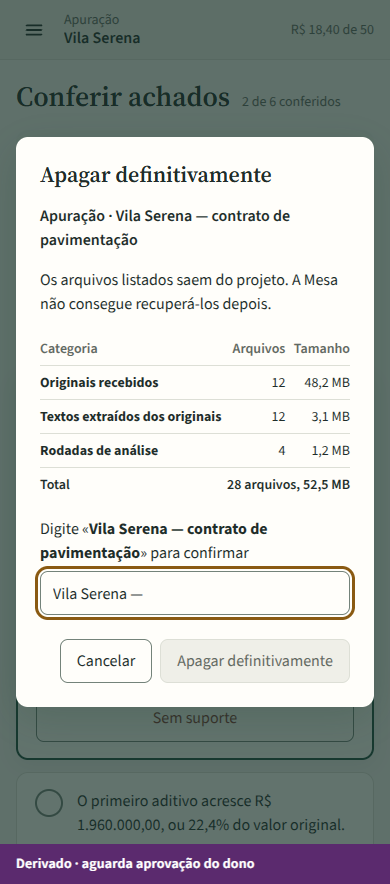 Apuração
Vila Serena
R$ 18,40 de 50
Conferir achados 2 de 6 conferidos
Apagar definitivamente
Apuração · Vila Serena — contrato de
pavimentação
Os arquivos listados saem do projeto. A Mesa
não consegue recuperá-los depois.
Categoria Arquivos Tamanho
Originais recebidos 12 48,2 MB
Textos extraídos dos originais 12 3,1 MB
Rodadas de análise 4 1,2 MB
Total 28 arquivos, 52,5 MB
Digite «Vila Serena — contrato de
pavimentação» para confirmar
Vila Serena —
Cancelar Apagar definitivamente
Sem suporte
O primeiro aditivo acresce R$
1.960.000,00, ou 22,4% do valor original.
Derivado · aguarda aprovação do dono